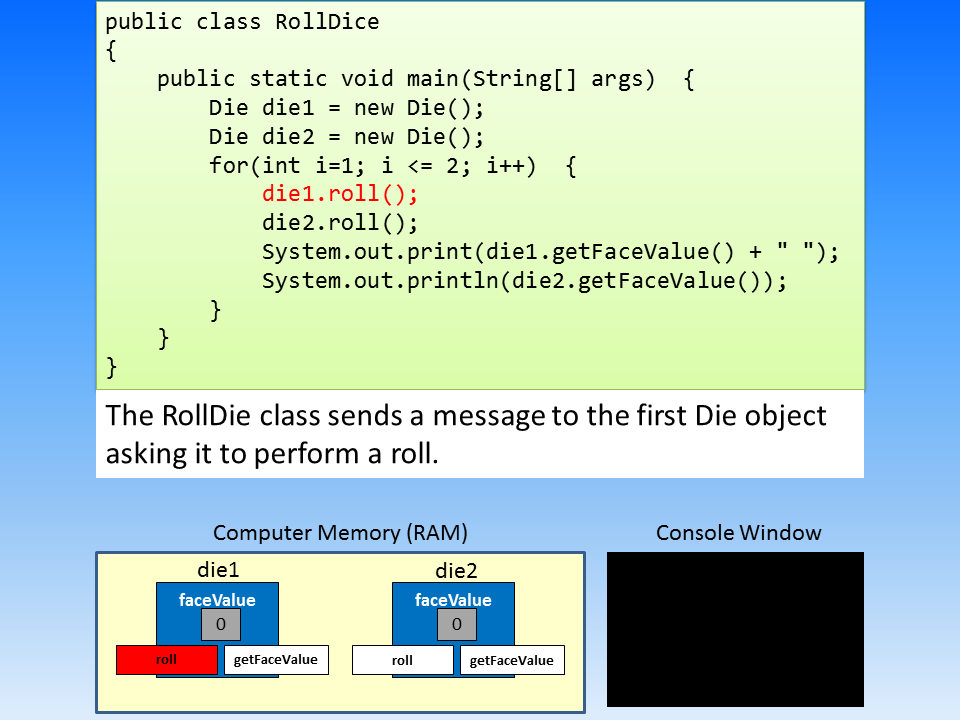 public class RollDice
{
    public static void main(String[] args)  {
        Die die1 = new Die();
        Die die2 = new Die();
        for(int i=1; i <= 2; i++)  {
            die1.roll();
            die2.roll();
            System.out.print(die1.getFaceValue() + " ");
            System.out.println(die2.getFaceValue());
        }
    }
}
The RollDie class sends a message to the first Die object
asking it to perform a roll.
Computer Memory (RAM)
die1
faceValue
0
roll
getFaceValue
die2
faceValue
0
roll
getFaceValue
Console Window